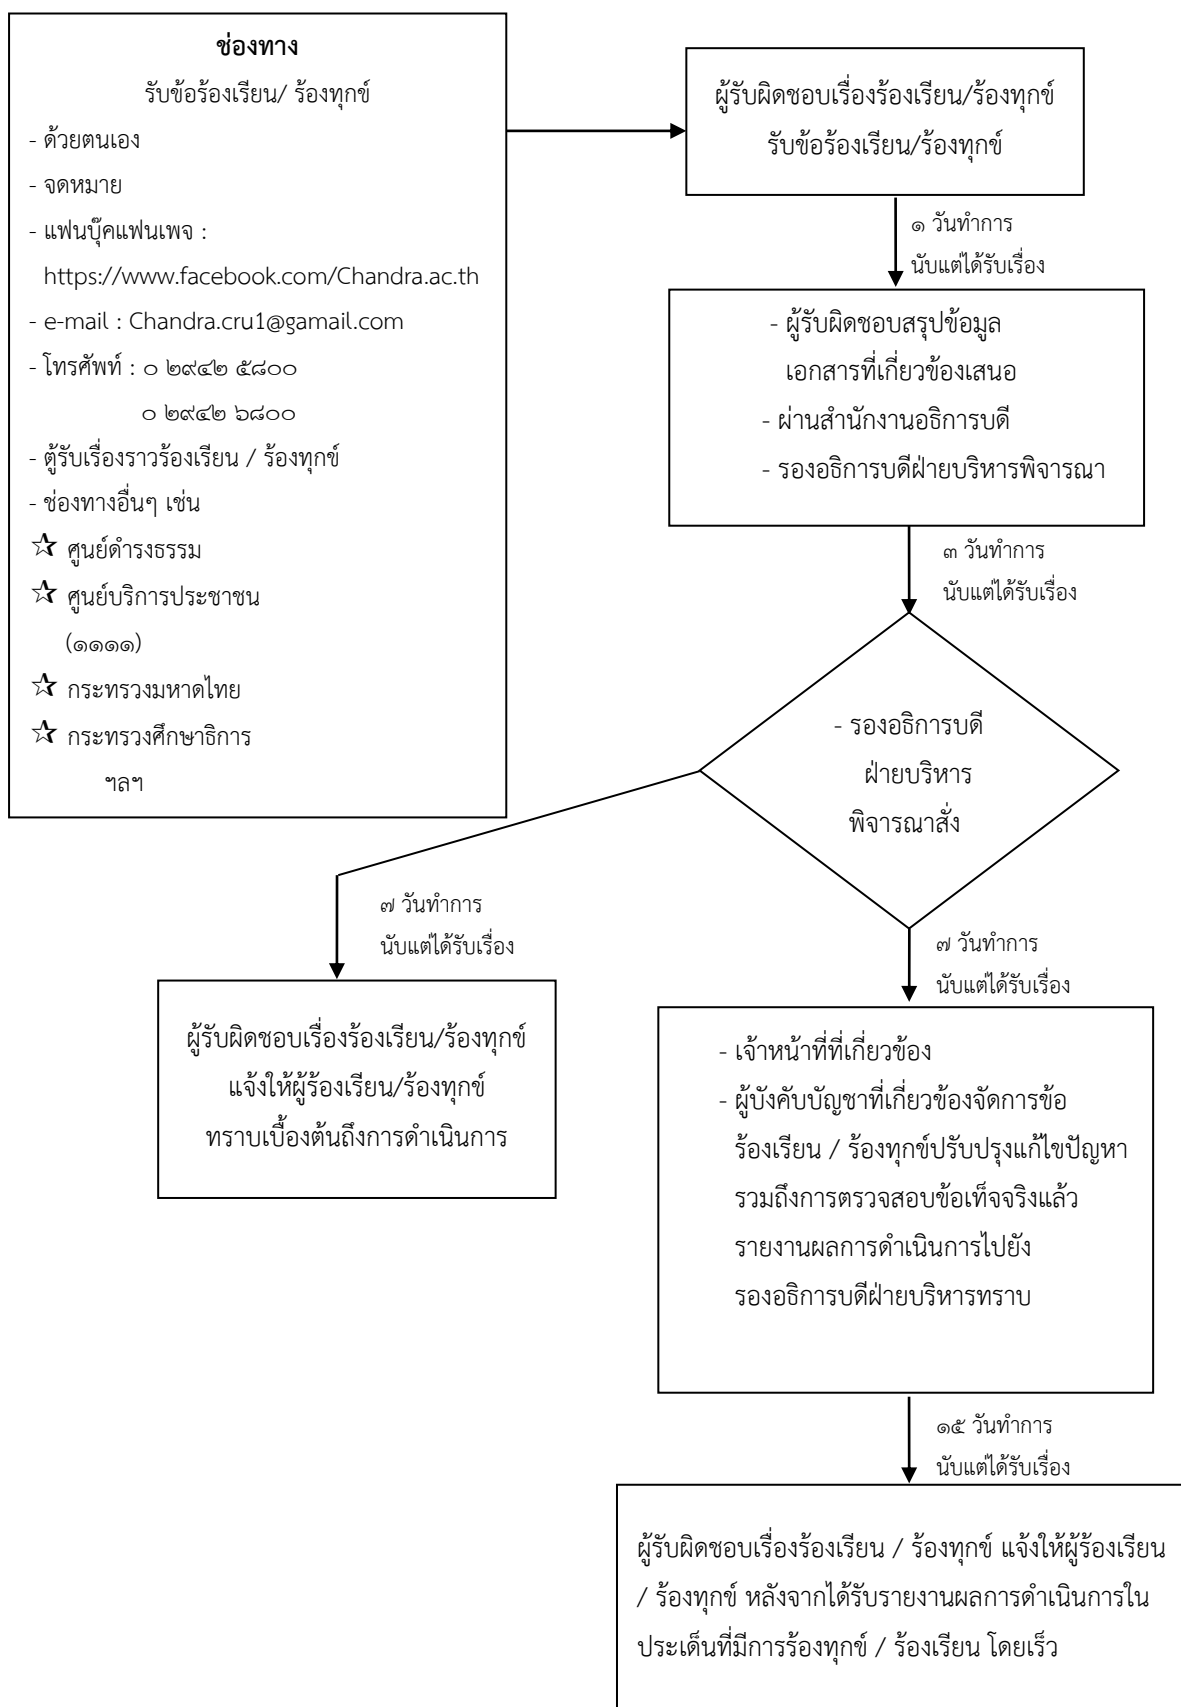 ช่องทาง
รับข้อร้องเรียน/ ร้องทุกข์
- ด้วยตนเอง
- จดหมาย
- แฟนบุ๊คแฟนเพจ :
https://www.facebook.com/Chandra.ac.th
- e-mail : Chandra.cru1@gamail.com
- โทรศัพท์ : ๐ ๒๙๔๒ ๕๘๐๐
๐ ๒๙๔๒ ๖๘๐๐
- ตู้รับเรื่องราวร้องเรียน / ร้องทุกข์
- ช่องทางอื่นๆ เช่น
☆ ศูนย์ดำรงธรรม
☆ ศูนย์บริการประชาชน
(๑๑๑๑)
☆ กระทรวงมหาดไทย
☆ กระทรวงศึกษาธิการ
ฯลฯ
ผู้รับผิดชอบเรื่องร้องเรียน/ร้องทุกข์
รับข้อร้องเรียน/ร้องทุกข์
๑ วันทำการ
นับแต่ได้รับเรื่อง
- ผู้รับผิดชอบสรุปข้อมูล
เอกสารที่เกี่ยวข้องเสนอ
- ผ่านสำนักงานอธิการบดี
- รองอธิการบดีฝ่ายบริหารพิจารณา
๓ วันทำการ
นับแต่ได้รับเรื่อง
- รองอธิการบดี
ฝ่ายบริหาร
พิจารณาสั่ง
๗ วันทำการ
นับแต่ได้รับเรื่อง
ผู้รับผิดชอบเรื่องร้องเรียน/ร้องทุกข์
แจ้งให้ผู้ร้องเรียน/ร้องทุกข์
ทราบเบื้องต้นถึงการดำเนินการ
๗ วันทำการ
นับแต่ได้รับเรื่อง
- เจ้าหน้าที่ที่เกี่ยวข้อง
- ผู้บังคับบัญชาที่เกี่ยวข้องจัดการข้อ
ร้องเรียน / ร้องทุกข์ปรับปรุงแก้ไขปัญหา
รวมถึงการตรวจสอบข้อเท็จจริงแล้ว
รายงานผลการดำเนินการไปยัง
รองอธิการบดีฝ่ายบริหารทราบ
๑๕ วันทำการ
นับแต่ได้รับเรื่อง
ผู้รับผิดชอบเรื่องร้องเรียน / ร้องทุกข์ แจ้งให้ผู้ร้องเรียน
/ ร้องทุกข์ หลังจากได้รับรายงานผลการดำเนินการใน
ประเด็นที่มีการร้องทุกข์ / ร้องเรียน โดยเร็ว